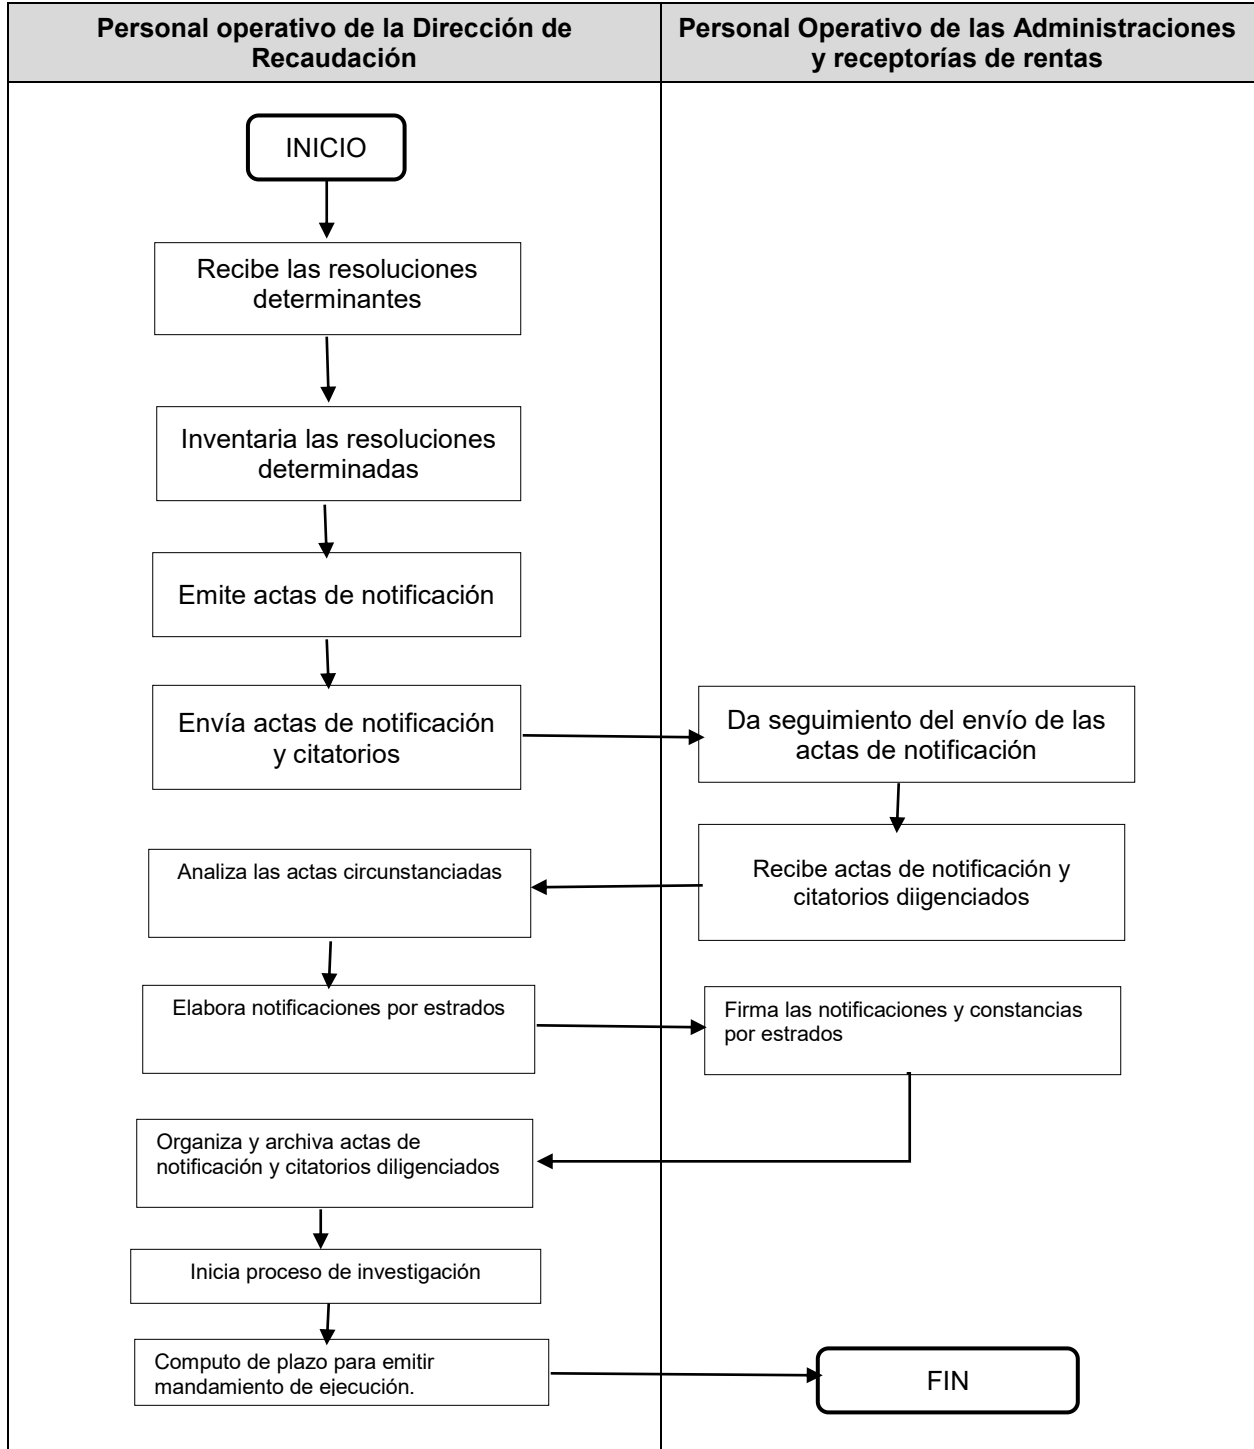 Personal operativo de la Dirección de
Recaudación
Personal Operativo de las Administraciones
y receptorías de rentas
INICIO
Recibe las resoluciones
determinantes
Inventaria las resoluciones
determinadas
Emite actas de notificación
Envía actas de notificación
y citatorios
Da seguimiento del envío de las
actas de notificación
Recibe actas de notificación y
citatorios diigenciados
Analiza las actas circunstanciadas
Elabora notificaciones por estrados
Firma las notificaciones y constancias
por estrados
Organiza y archiva actas de
notificación y citatorios diligenciados
Inicia proceso de investigación
Computo de plazo para emitir
mandamiento de ejecución.
FIN